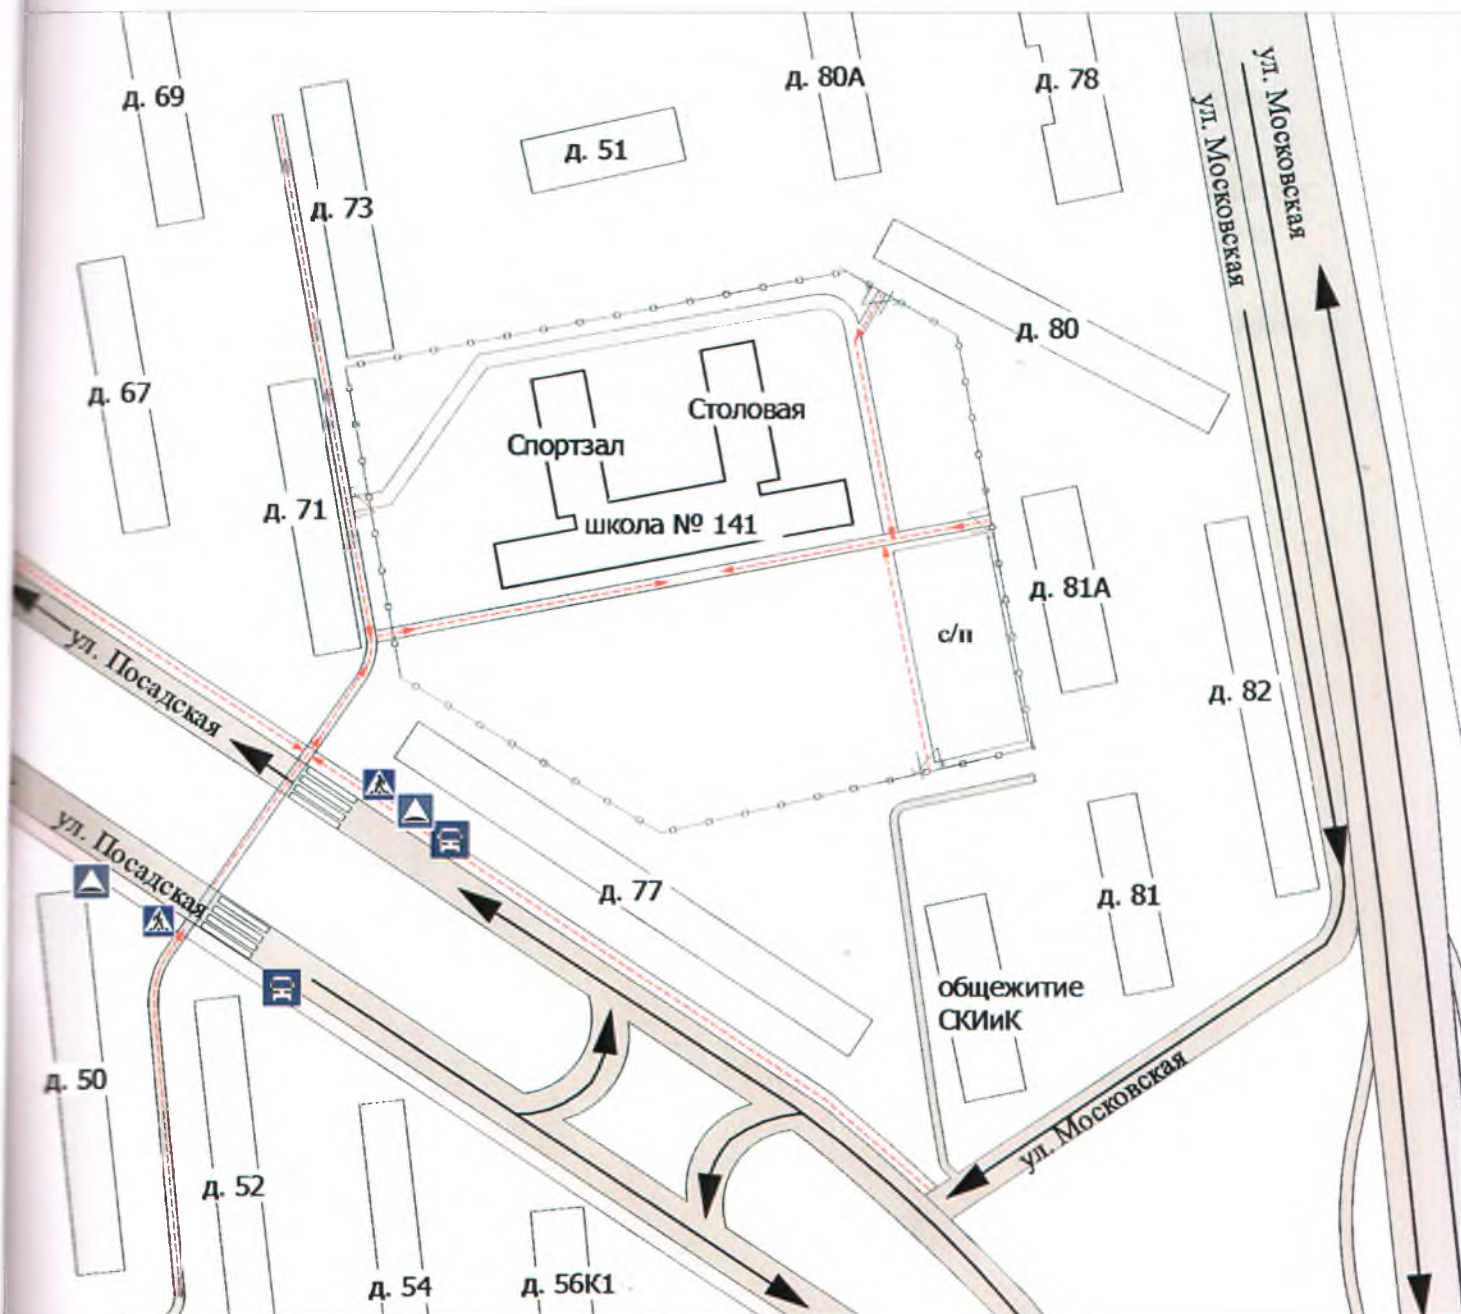 д. 69
д. 73
д. 51
д. 80А
д. 78
ул. Московская
ул. Московская
д. 67
д. 80
Столовая
Спортзал
д. 71
школа № 141
д. 81А
с/п
д. 82
ул. Посадская
ул. Посадская
д. 77
д. 81
общежитие
СКИиК
ул. Московская
д. 50
д. 52
д. 54
д. 56К1